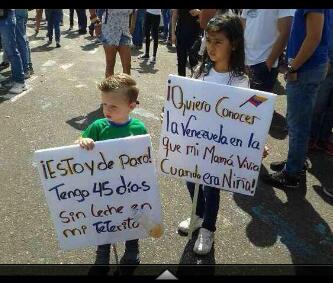 ¡ESTOY de PARO!
Tengo 45 días
Sin Leche en
mi TeTeriTo
¡Quiero Conocer
la Venezuela en la
que mi Mamá Vivía
Cuando era Niña!